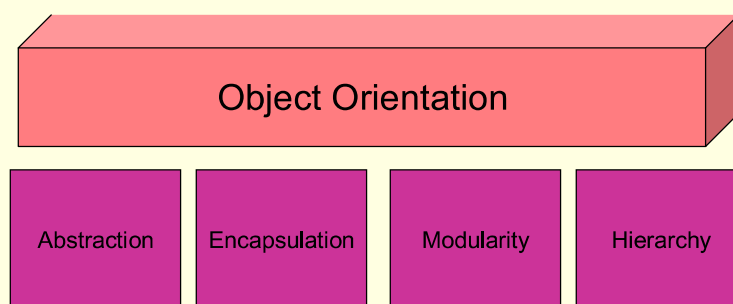 Object Orientation
Abstraction
Encapsulation
Modularity
Hierarchy